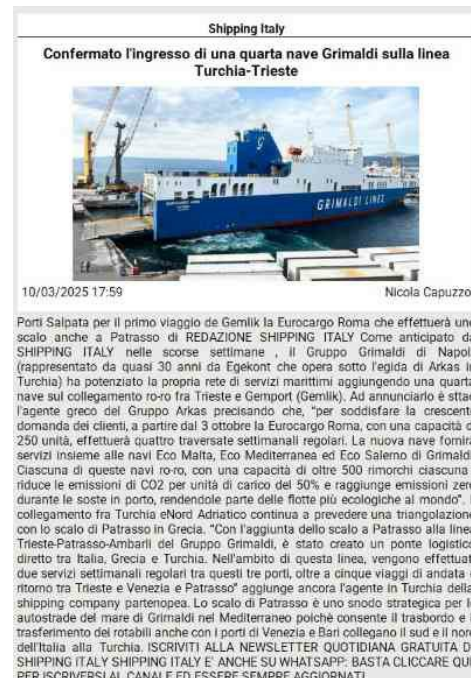 Shipping Italy
Confermato l'ingresso di una quarta nave Grimaldi sulla linea
Turchia-Trieste
GRIMALDI LINES
10/03/2025 17:59
Nicola Capuzzo
Porti Salpata per il primo viaggio de Gemlik la Eurocargo Roma che effettuerà uno
scalo anche a Patrasso di REDAZIONE SHIPPING ITALY Come anticipato da
SHIPPING ITALY nelle scorse settimane , il Gruppo Grimaldi di Napoli
(rappresentato da quasi 30 anni da Egekont che opera sotto l'egida di Arkas in
Turchia) ha potenziato la propria rete di servizi marittimi aggiungendo una quarta
nave sul collegamento ro-ro fra Trieste e Gemport (Gemlik). Ad annunciarlo è stato
l'agente greco del Gruppo Arkas precisando che, "per soddisfare la crescente
domanda dei clienti, a partire dal 3 ottobre la Eurocargo Roma, con una capacità di
250 unità, effettuerà quattro traversate settimanali regolari. La nuova nave fornirà
servizi insieme alle navi Eco Malta, Eco Mediterranea ed Eco Salerno di Grimaldi.
Ciascuna di queste navi ro-ro, con una capacità di oltre 500 rimorchi ciascuna,
riduce le emissioni di CO2 per unità di carico del 50% e raggiunge emissioni zero
durante le soste in porto, rendendole parte delle flotte più ecologiche al mondo".
collegamento fra Turchia eNord Adriatico continua a prevedere una triangolazione
con lo scalo di Patrasso in Grecia. "Con l'aggiunta dello scalo a Patrasso alla linea
Trieste-Patrasso-Ambarli del Gruppo Grimaldi, è stato creato un ponte logistico
diretto tra Italia, Grecia e Turchia. Nell'ambito di questa linea, vengono effettuati
due servizi settimanali regolari tra questi tre porti, oltre a cinque viaggi di andata e
ritorno tra Trieste e Venezia e Patrasso" aggiunge ancora l'agente in Turchia della
shipping company partenopea. Lo scalo di Patrasso è uno snodo strategica per le
autostrade del mare di Grimaldi nel Mediterraneo poichè consente il trasbordo e il
trasferimento dei rotabili anche con i porti di Venezia e Bari collegano il sud e il nord
dell'Italia alla Turchia. ISCRIVITI ALLA NEWSLETTER QUOTIDIANA GRATUITA DI
SHIPPING ITALY SHIPPING ITALY E' ANCHE SU WHATSAPP: BASTA CLICCARE QUI
PER ISCRIVERSI AL CANALE ED ESSERE SEMPRE AGGIORNATI